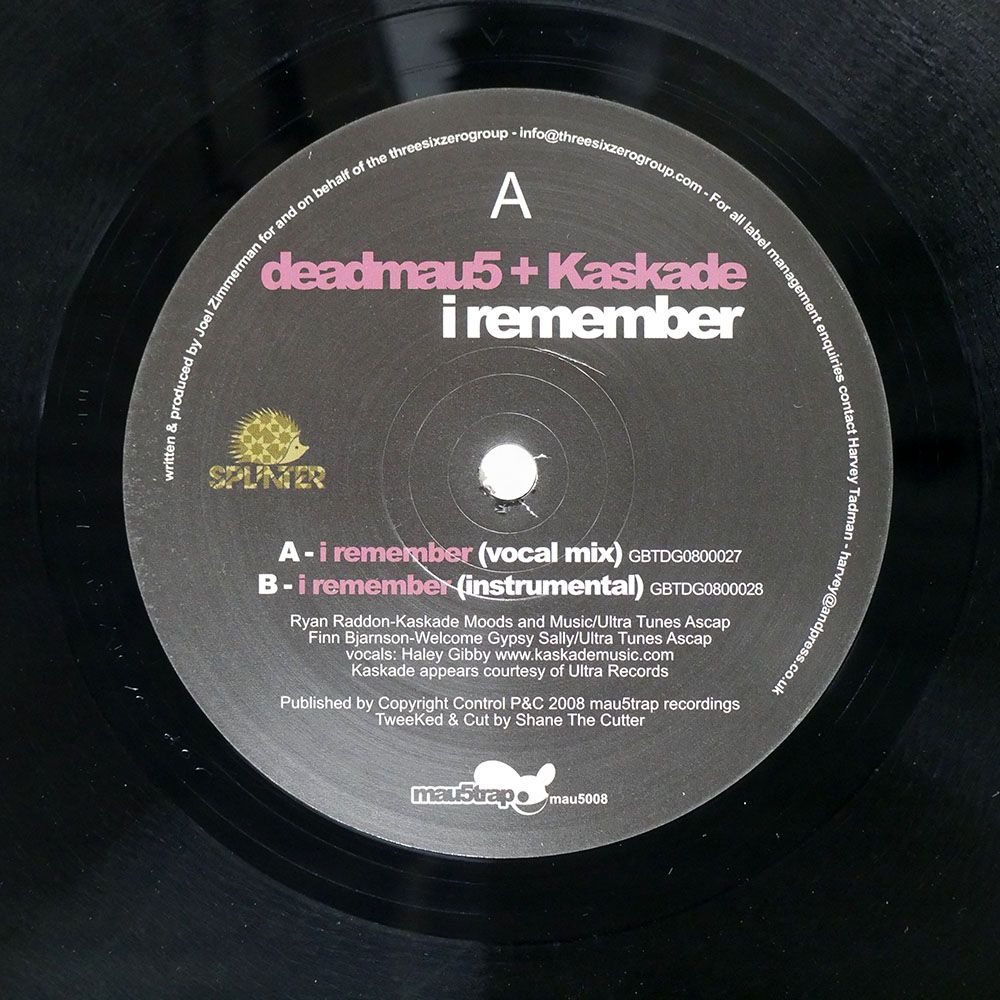 written & produced by Joel Zimmerman for and on behalf of the threesixzerogroup - info@threesixzerogroup.com - For all label management enquiries contact Harvey Tadman - harvey@andpress.co.uk
A
deadmau5 + Kaskade
i remember
SPLINTER
A - i remember (vocal mix) GBTDG0800027
B - i remember (instrumental) GBTDG0800028
Ryan Raddon-Kaskade Moods and Music/Ultra Tunes Ascap
Finn Bjarnson-Welcome Gypsy Sally/Ultra Tunes Ascap
vocals: Haley Gibby www.kaskademusic.com
Kaskade appears courtesy of Ultra Records
Published by Copyright Control P&C 2008 mau5trap recordings
TweeKed & Cut by Shane The Cutter
mau5trap mau5008